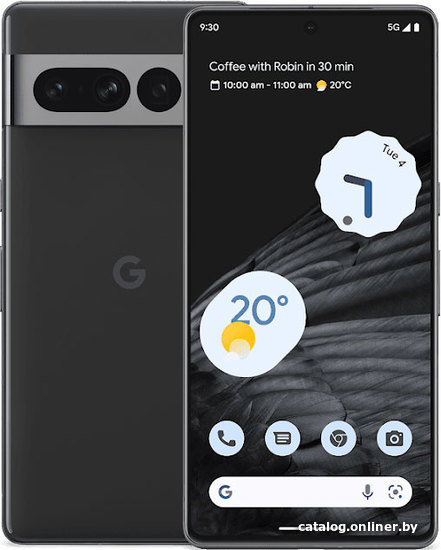 9:30
5G
Coffee with Robin in 30 min
10:00 am - 11:00 am 20°C
Tue 4
20°
G
G
catalog.onliner.by